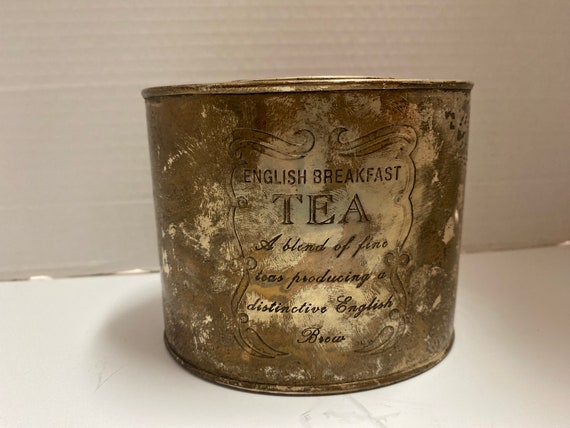 ENGLISH BREAKFAST
TEA
A blend of fine
teas producing a
distinctive English
Brew